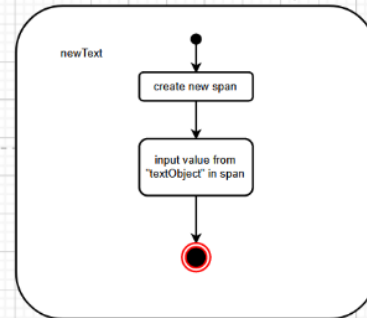 newText
create new span
input value from
"textObject" in span